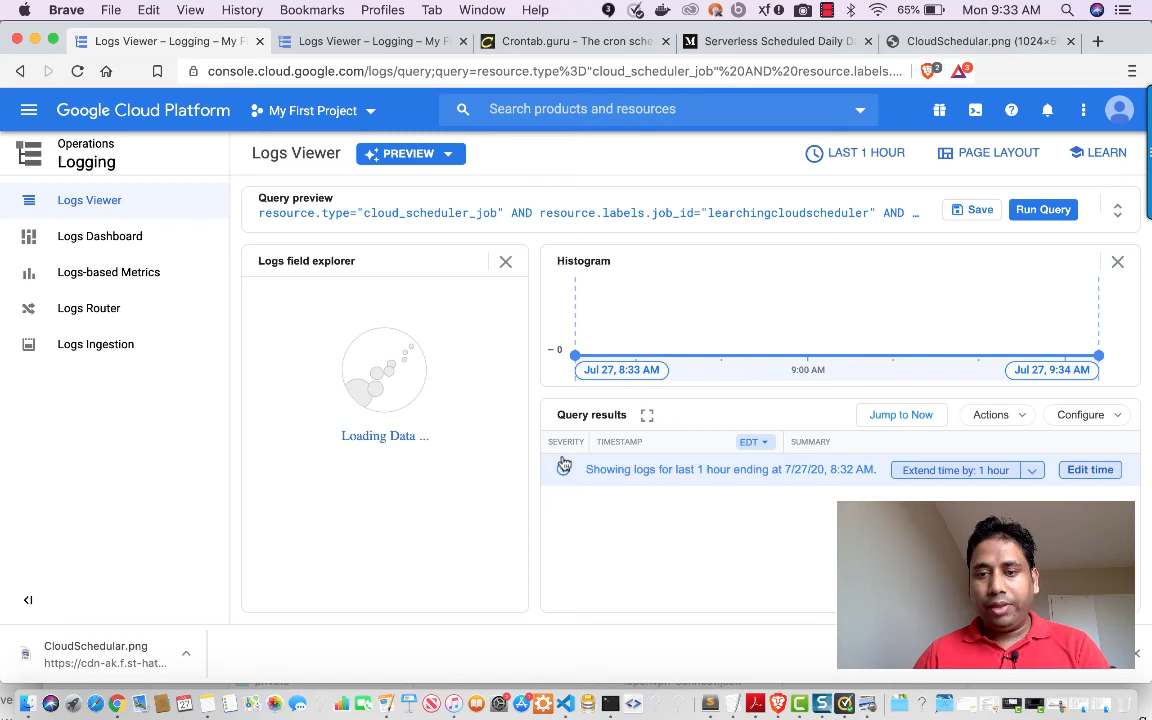 Brave File Edit View History Bookmarks Profiles Tab Window Help 65% Mon 9:33 AM
Logs Viewer – Logging – My F Logs Viewer – Logging – My F Crontab.guru - The cron sche Serverless Scheduled Daily D CloudSchedular.png (1024×5
console.cloud.google.com/logs/query;query=resource.type%3D"cloud_scheduler_job"%20AND%20resource.labels.... 2 3
Google Cloud Platform My First Project Search products and resources
Operations
Logging
Logs Viewer PREVIEW LAST 1 HOUR PAGE LAYOUT LEARN
Logs Viewer
Logs Dashboard
Logs-based Metrics
Logs Router
Logs Ingestion
Query preview
resource.type="cloud_scheduler_job" AND resource.labels.job_id="learchingcloudscheduler" AND … Save Run Query
Logs field explorer
Loading Data ...
Histogram
0
Jul 27, 8:33 AM 9:00 AM Jul 27, 9:34 AM
Query results Jump to Now Actions Configure
SEVERITY TIMESTAMP EDT SUMMARY
Showing logs for last 1 hour ending at 7/27/20, 8:32 AM. Extend time by: 1 hour Edit time
CloudSchedular.png
https://cdn-ak.f.st-hat...